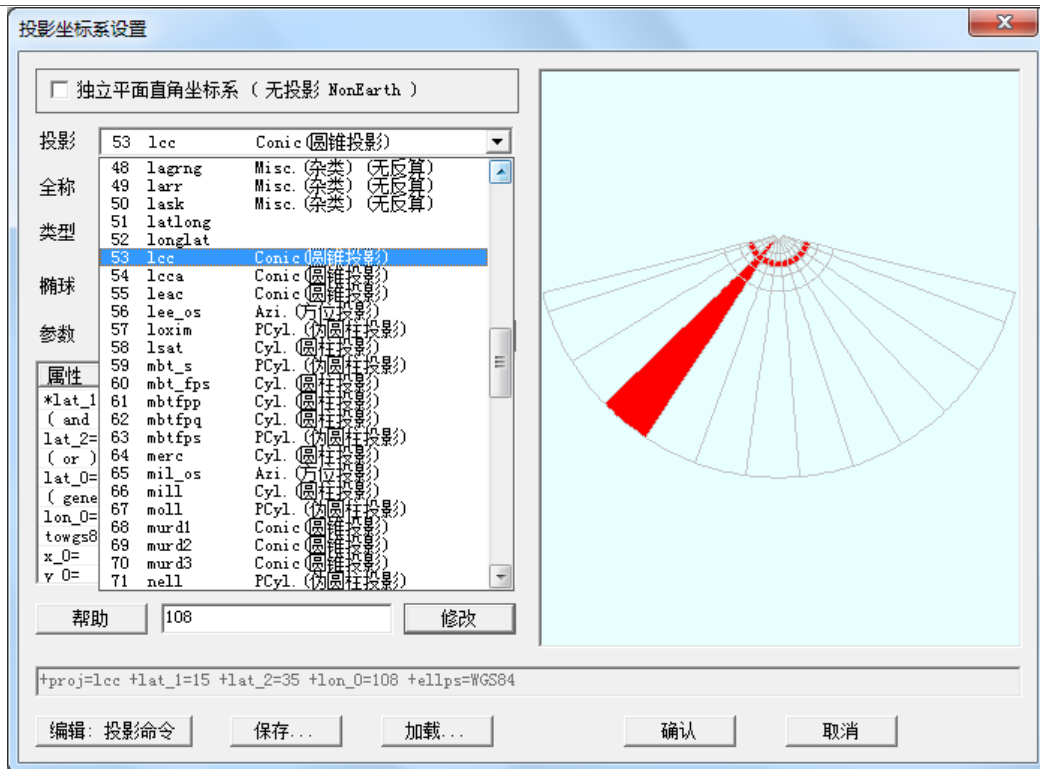 投影坐标系设置
独立平面直角坐标系 ( 无投影 NonEarth )
投影 53 lcc Conic(圆锥投影)
全称
类型
椭球
参数
48 lagrng Misc.(杂类) (无反算)
49 larr Misc.(杂类) (无反算)
50 lask Misc.(杂类) (无反算)
51 latlong
52 longlat
53 lcc Conic(圆锥投影)
54 lcca Conic(圆锥投影)
55 leac Conic(圆锥投影)
56 lee_os Azi.(方位投影)
57 loxim PCyl.(伪圆柱投影)
58 lsat Cyl.(圆柱投影)
59 mbt_s PCyl.(伪圆柱投影)
60 mbt_fps Cyl.(圆柱投影)
61 mbtfpp Cyl.(圆柱投影)
62 mbtfpq Cyl.(圆柱投影)
63 mbtfps PCyl.(伪圆柱投影)
64 merc Cyl.(圆柱投影)
65 mil_os Azi.(方位投影)
66 mill Cyl.(圆柱投影)
67 moll PCyl.(伪圆柱投影)
68 murd1 Conic(圆锥投影)
69 murd2 Conic(圆锥投影)
70 murd3 Conic(圆锥投影)
71 nell PCyl.(伪圆柱投影)
属性
*lat_1
( and
lat_2=
( or )
lat_0=
( gene
lon_0=
towgs8
x_0=
y_0=
帮助 108 修改
+proj=lcc +lat_1=15 +lat_2=35 +lon_0=108 +ellps=WGS84
编辑: 投影命令 保存... 加载... 确认 取消